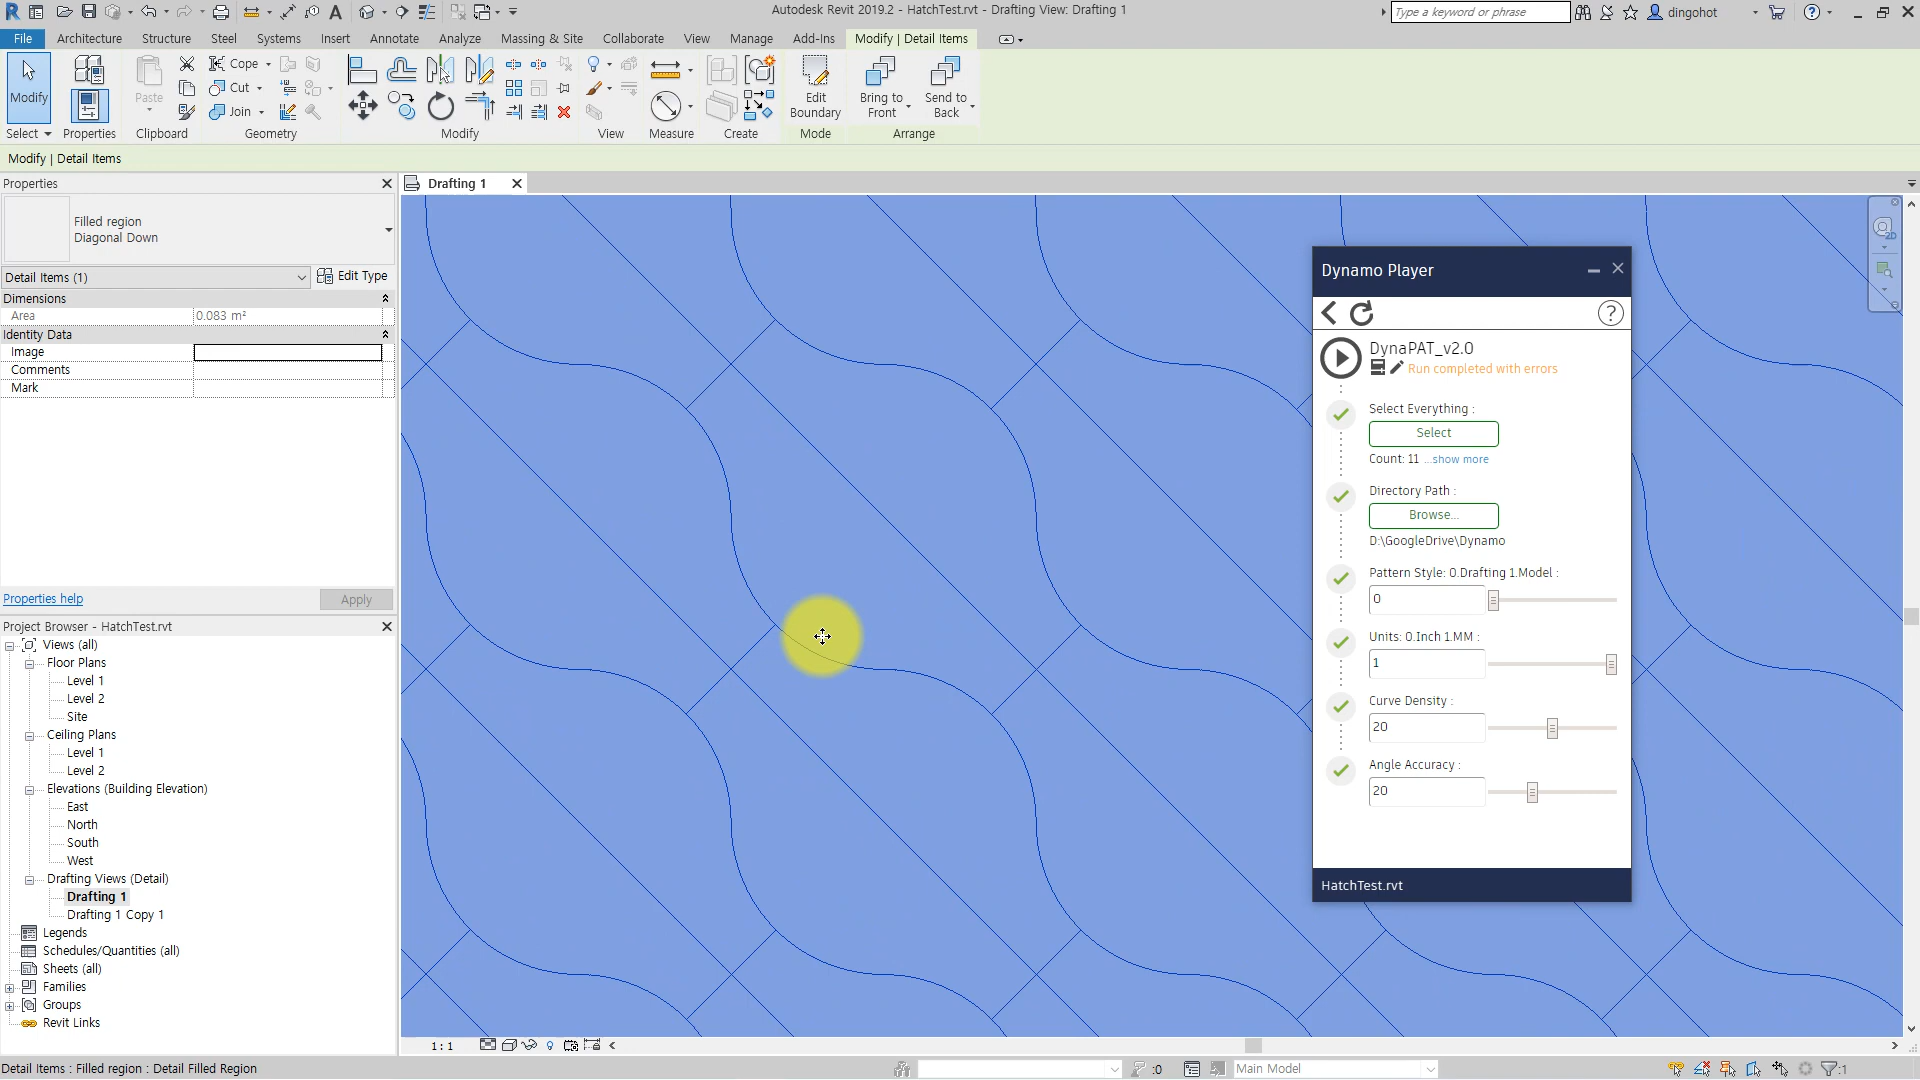 Autodesk Revit 2019.2 - HatchTest.rvt - Drafting View: Drafting 1
Type a keyword or phrase
dingohot
File
Architecture
Structure
Steel
Systems
Insert
Annotate
Analyze
Massing & Site
Collaborate
View
Manage
Add-Ins
Modify | Detail Items
Modify
Paste
Cope
Cut
Join
Edit Boundary
Bring to Front
Send to Back
Select
Properties
Clipboard
Geometry
Modify
View
Measure
Create
Mode
Arrange
Modify | Detail Items
Properties
Drafting 1
Filled region
Diagonal Down
Detail Items (1)
Edit Type
Dimensions
Area 0.083 m²
Identity Data
Image
Comments
Mark
Properties help
Apply
Project Browser - HatchTest.rvt
Views (all)
Floor Plans
Level 1
Level 2
Site
Ceiling Plans
Level 1
Level 2
Elevations (Building Elevation)
East
North
South
West
Drafting Views (Detail)
Drafting 1
Drafting 1 Copy 1
Legends
Schedules/Quantities (all)
Sheets (all)
Families
Groups
Revit Links
2D
Dynamo Player
?
DynaPAT_v2.0
Run completed with errors
Select Everything :
Select
Count: 11 ...show more
Directory Path :
Browse...
D:\GoogleDrive\Dynamo
Pattern Style: 0.Drafting 1.Model :
0
Units: 0.Inch 1.MM :
1
Curve Density :
20
Angle Accuracy :
20
HatchTest.rvt
1 : 1
Detail Items : Filled region : Detail Filled Region
:0
Main Model
:1